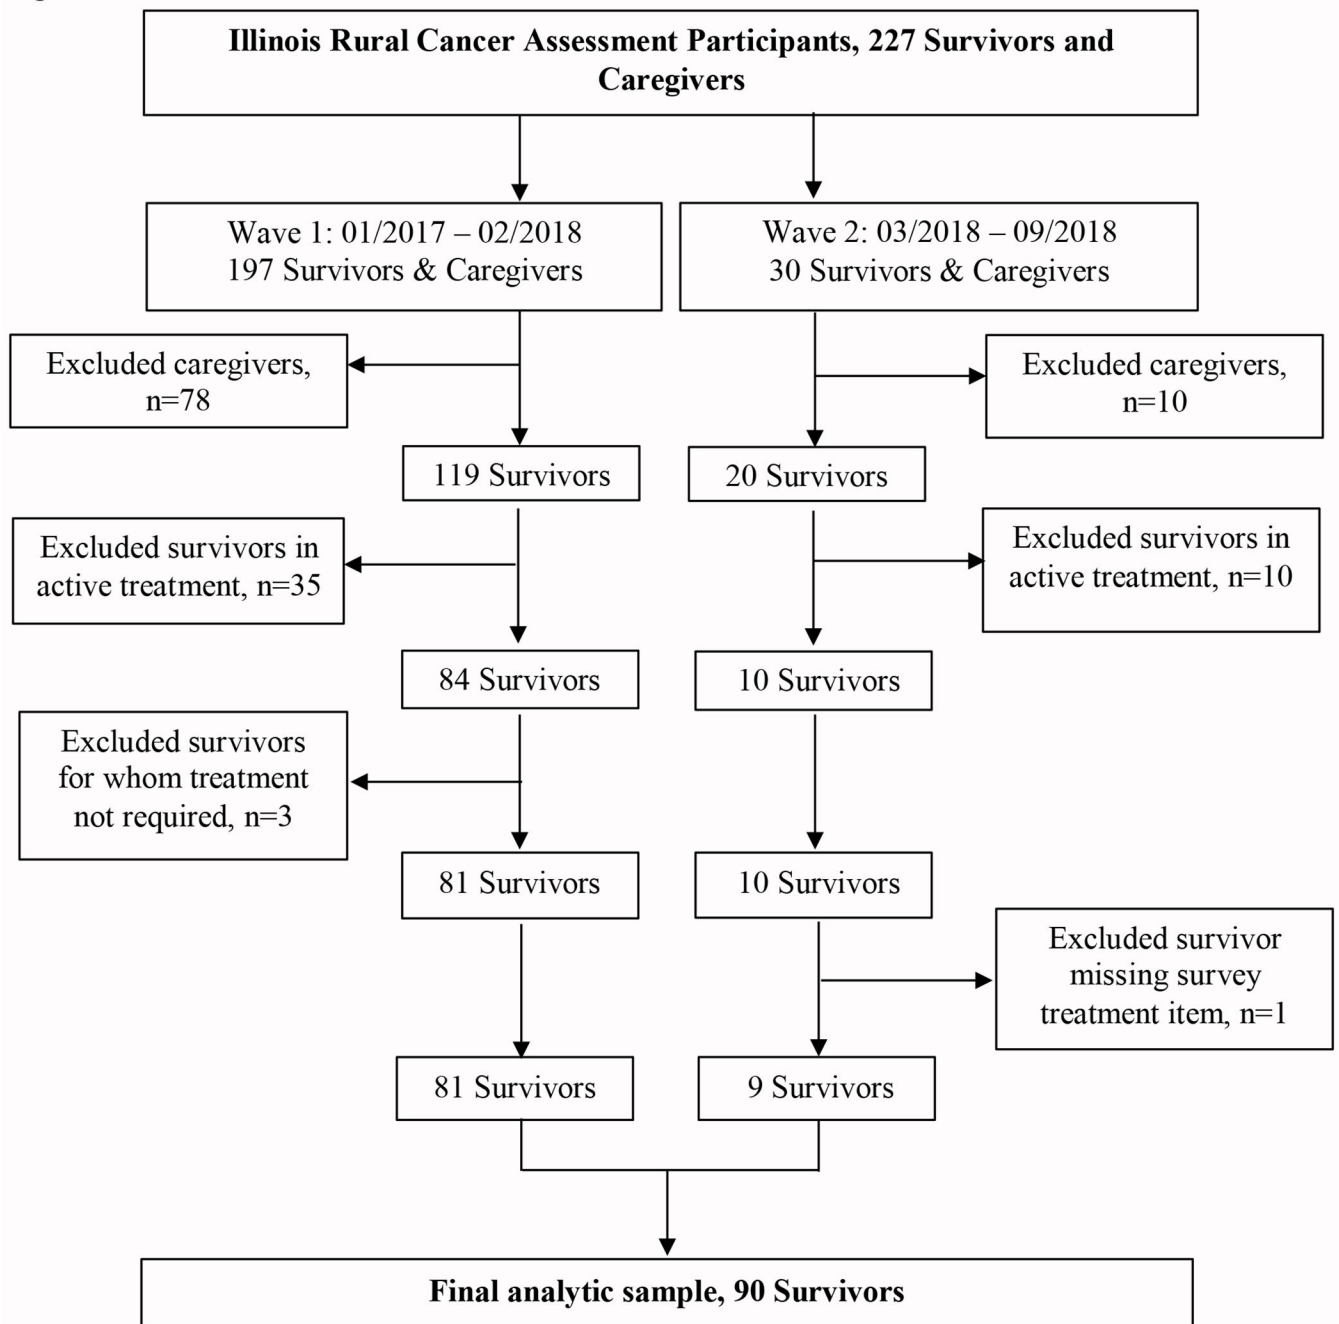 Illinois Rural Cancer Assessment Participants, 227 Survivors and
Caregivers
Wave 1: 01/2017 – 02/2018
197 Survivors & Caregivers
Wave 2: 03/2018 – 09/2018
30 Survivors & Caregivers
Excluded caregivers,
n=78
Excluded caregivers,
n=10
119 Survivors
20 Survivors
Excluded survivors in
active treatment, n=35
Excluded survivors in
active treatment, n=10
84 Survivors
10 Survivors
Excluded survivors
for whom treatment
not required, n=3
81 Survivors
10 Survivors
Excluded survivor
missing survey
treatment item, n=1
81 Survivors
9 Survivors
Final analytic sample, 90 Survivors